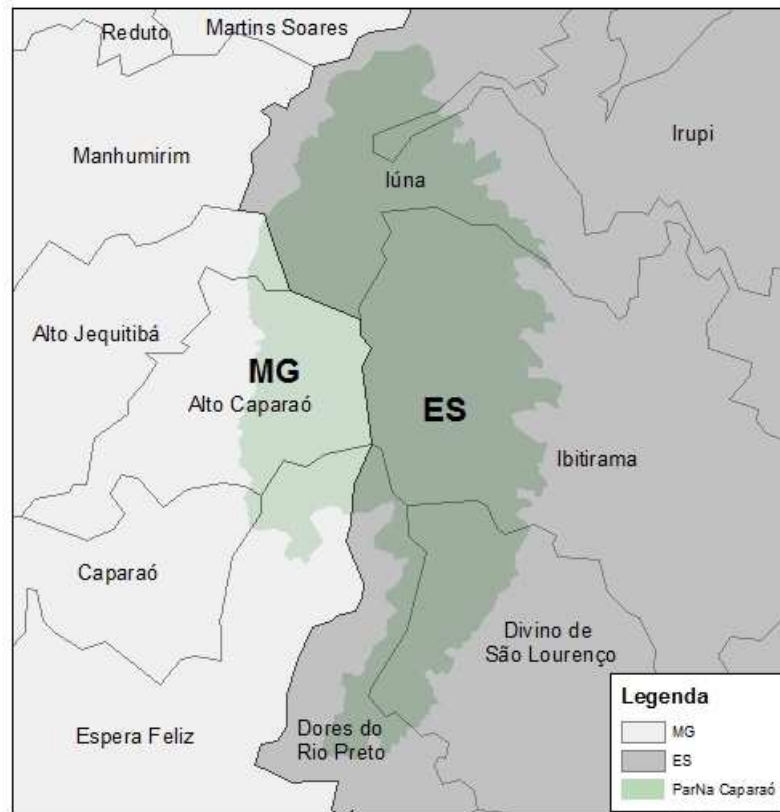 Reduto
Martins Soares
Manhumirim
Irupi
Iúna
Alto Jequitibá
MG
Alto Caparaó
ES
Ibitirama
Caparaó
Divino de
São Lourenço
Espera Feliz
Dores do
Rio Preto
Legenda
MG
ES
ParNa Caparaó